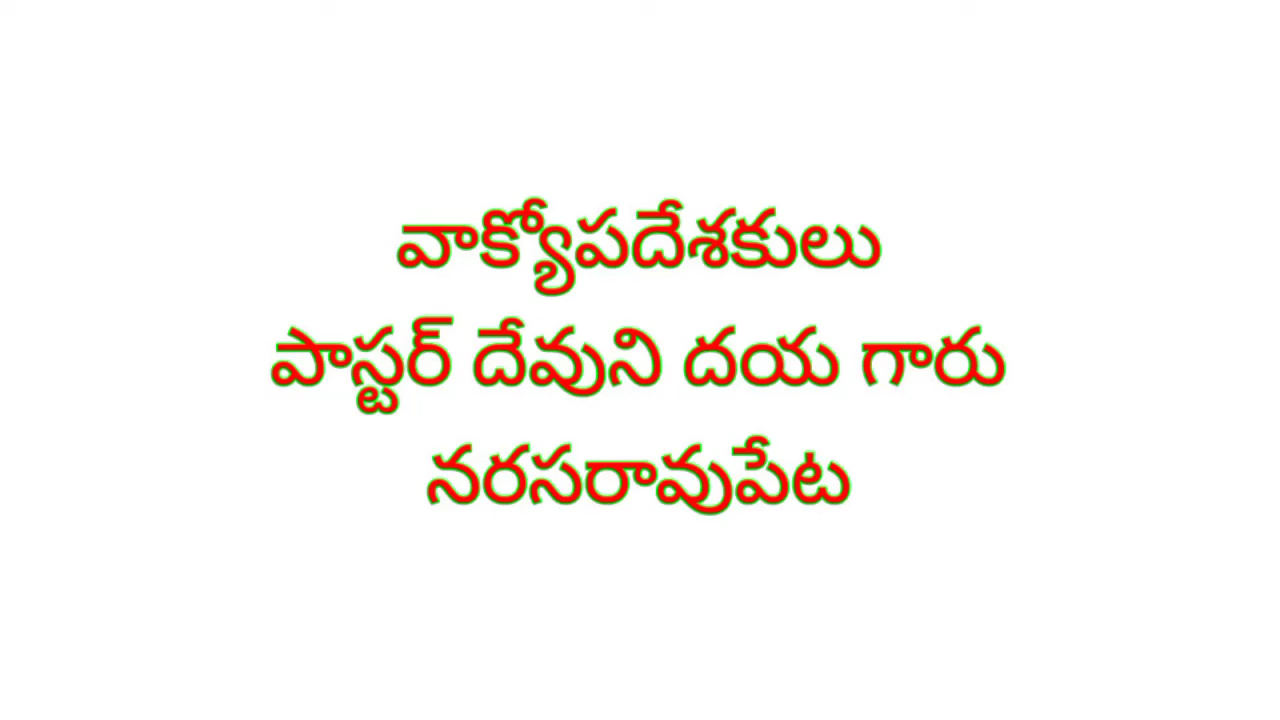 వాక్యోపదేశకులు
పాస్టర్ దేవుని దయ గారు
నరసరావుపేట